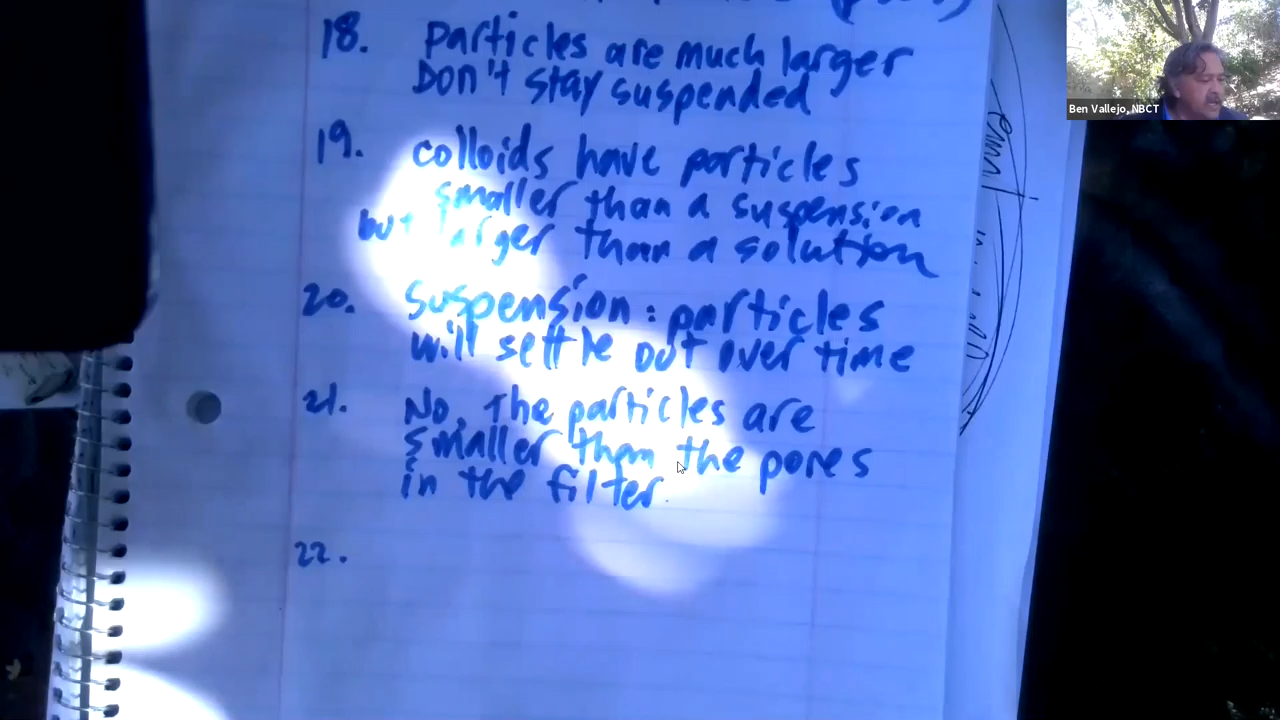 18. Particles are much larger
Don't stay suspended
19. colloids have particles
smaller than a suspension
but larger than a solution
20. Suspension: particles
will settle out over time
21. No, The particles are
smaller than the pores
in the filter.
22.
Ben Vallejo, NBCT